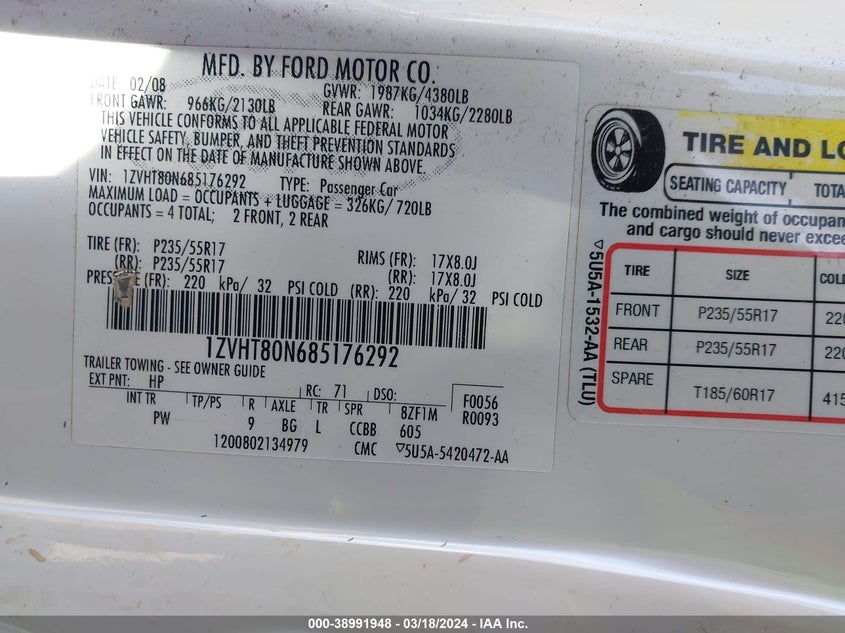 MFD. BY FORD MOTOR CO.
DATE 02/08
GVWR: 1987KG/4380LB
FRONT GAWR: 966KG/2130LB
REAR GAWR: 1034KG/2280LB
THIS VEHICLE CONFORMS TO ALL APPLICABLE FEDERAL MOTOR
VEHICLE SAFETY, BUMPER, AND THEFT PREVENTION STANDARDS
IN EFFECT ON THE DATE OF MANUFACTURE SHOWN ABOVE.
VIN: 1ZVHT80N685176292 TYPE: Passenger Car
MAXIMUM LOAD = OCCUPANTS + LUGGAGE = 326KG/720LB
OCCUPANTS = 4 TOTAL; 2 FRONT, 2 REAR
TIRE (FR): P235/55R17 RIMS (FR): 17X8.0J
(RR): P235/55R17 (RR): 17X8.0J
(FR): 220 kPa/ 32 PSI COLD (RR): 220 kPa/ 32 PSI COLD
1ZVHT80N685176292
TRAILER TOWING - SEE OWNER GUIDE
EXT PNT: HP RC: 71 DSO: F0056
R0093
INT TR TP/PS R AXLE TR SPR 8ZF1M
PW 9 BG L CCBB 605
1200802134979 CMC ▽5U5A-5420472-AA
TIRE AND LO
SEATING CAPACITY TOTA
The combined weight of occupan
and cargo should never excee
TIRE SIZE COLD
FRONT P235/55R17 220
REAR P235/55R17 220
SPARE T185/60R17 415
▽5U5A-1532-AA (TLU)
000-38991948 - 03/18/2024 - IAA Inc.